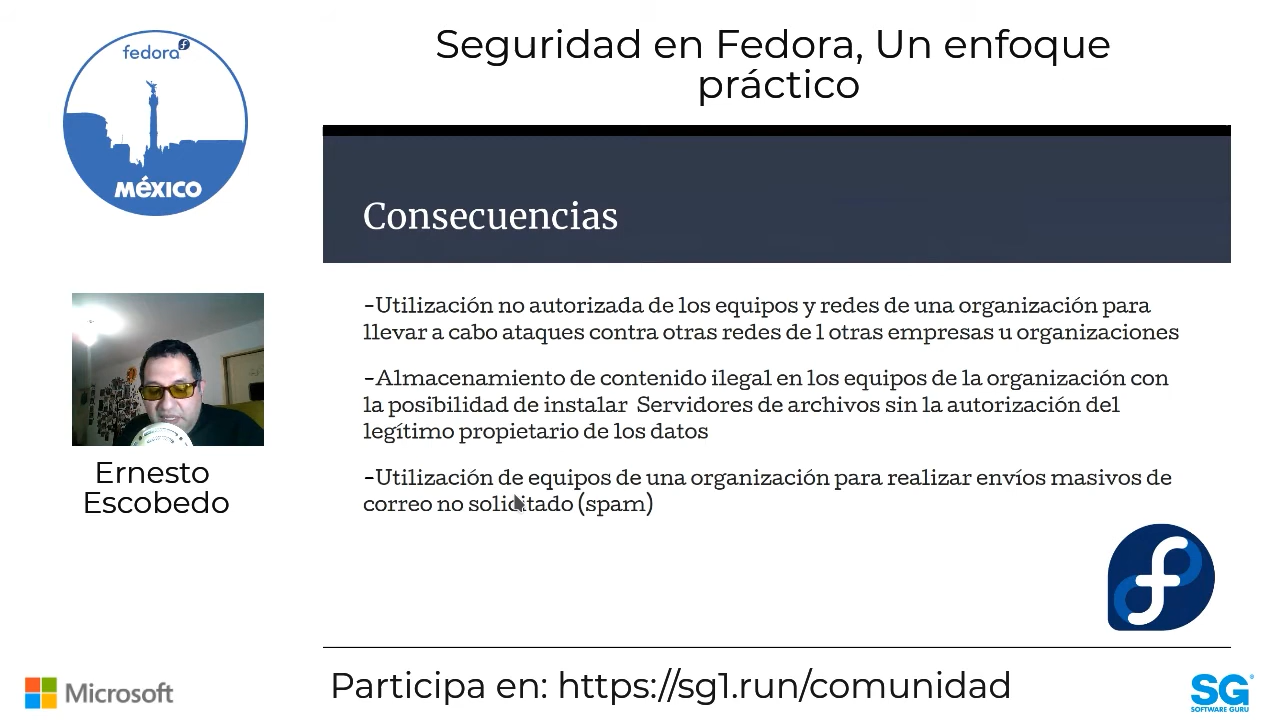 fedora
MÉXICO
Seguridad en Fedora, Un enfoque
práctico
Consecuencias
-Utilización no autorizada de los equipos y redes de una organización para
llevar a cabo ataques contra otras redes de 1 otras empresas u organizaciones
-Almacenamiento de contenido ilegal en los equipos de la organización con
la posibilidad de instalar Servidores de archivos sin la autorización del
legítimo propietario de los datos
-Utilización de equipos de una organización para realizar envíos masivos de
correo no solicitado (spam)
Ernesto
Escobedo
Microsoft
Participa en: https://sg1.run/comunidad
SG
SOFTWARE GURU